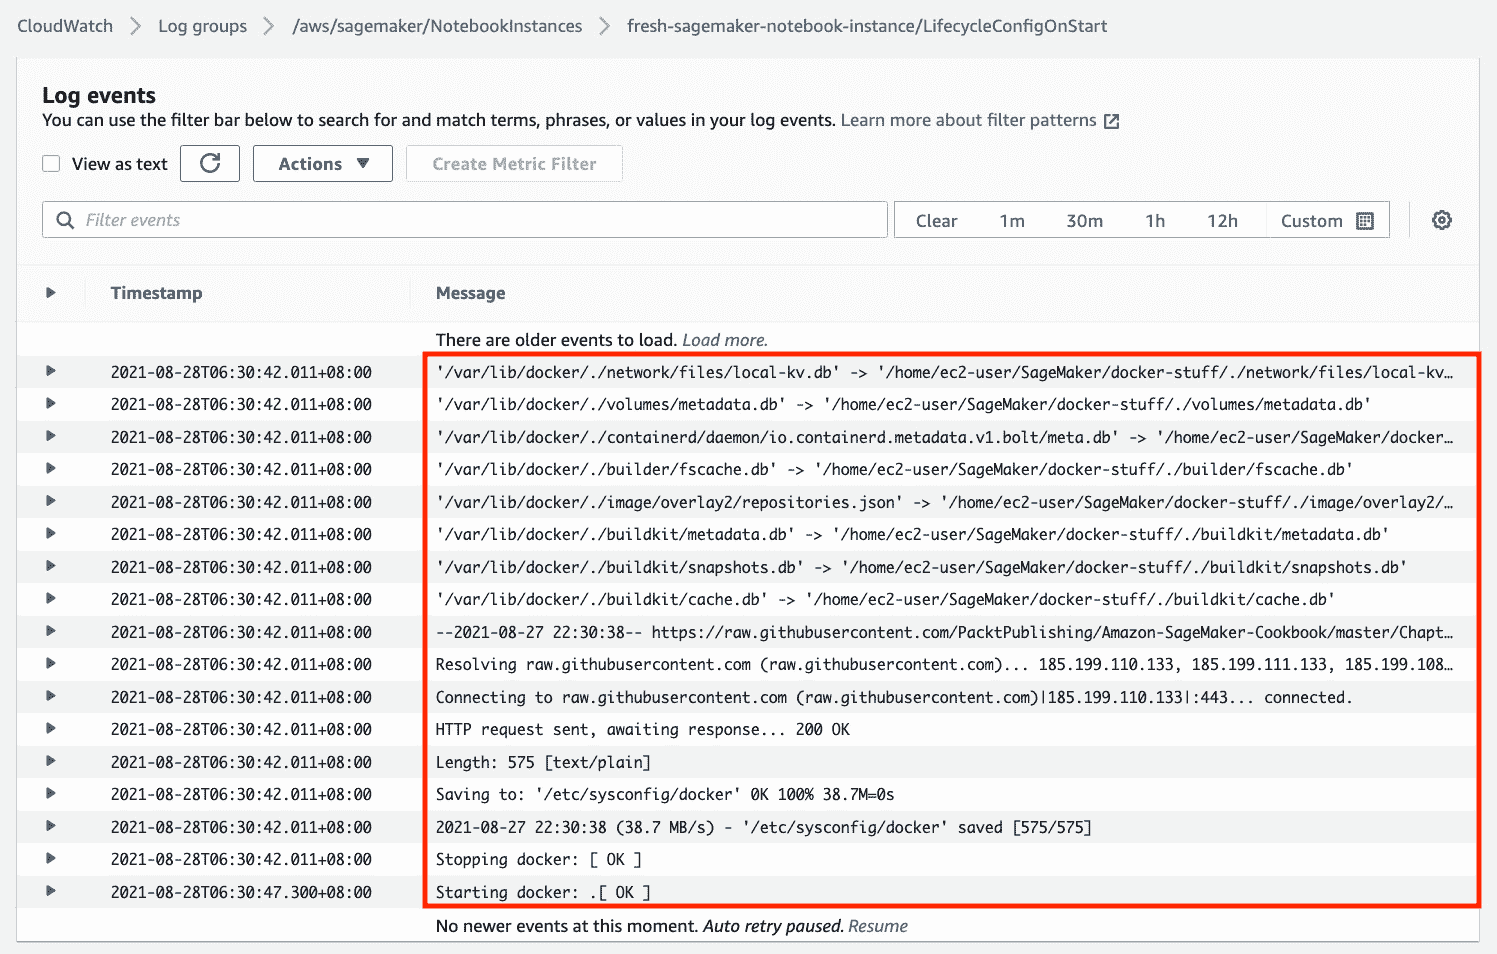 CloudWatch > Log groups > /aws/sagemaker/NotebookInstances > fresh-sagemaker-notebook-instance/LifecycleConfigOnStart
Log events
You can use the filter bar below to search for and match terms, phrases, or values in your log events. Learn more about filter patterns
View as text Actions ▼ Create Metric Filter
Filter events Clear 1m 30m 1h 12h Custom
Timestamp Message
There are older events to load. Load more.
2021-08-28T06:30:42.011+08:00 '/var/lib/docker/./network/files/local-kv.db' -> '/home/ec2-user/SageMaker/docker-stuff/./network/files/local-kv…
2021-08-28T06:30:42.011+08:00 '/var/lib/docker/./volumes/metadata.db' -> '/home/ec2-user/SageMaker/docker-stuff/./volumes/metadata.db'
2021-08-28T06:30:42.011+08:00 '/var/lib/docker/./containerd/daemon/io.containerd.metadata.v1.bolt/meta.db' -> '/home/ec2-user/SageMaker/docker…
2021-08-28T06:30:42.011+08:00 '/var/lib/docker/./builder/fscache.db' -> '/home/ec2-user/SageMaker/docker-stuff/./builder/fscache.db'
2021-08-28T06:30:42.011+08:00 '/var/lib/docker/./image/overlay2/repositories.json' -> '/home/ec2-user/SageMaker/docker-stuff/./image/overlay2/…
2021-08-28T06:30:42.011+08:00 '/var/lib/docker/./buildkit/metadata.db' -> '/home/ec2-user/SageMaker/docker-stuff/./buildkit/metadata.db'
2021-08-28T06:30:42.011+08:00 '/var/lib/docker/./buildkit/snapshots.db' -> '/home/ec2-user/SageMaker/docker-stuff/./buildkit/snapshots.db'
2021-08-28T06:30:42.011+08:00 '/var/lib/docker/./buildkit/cache.db' -> '/home/ec2-user/SageMaker/docker-stuff/./buildkit/cache.db'
2021-08-28T06:30:42.011+08:00 --2021-08-27 22:30:38-- https://raw.githubusercontent.com/PacktPublishing/Amazon-SageMaker-Cookbook/master/Chapt…
2021-08-28T06:30:42.011+08:00 Resolving raw.githubusercontent.com (raw.githubusercontent.com)... 185.199.110.133, 185.199.111.133, 185.199.108…
2021-08-28T06:30:42.011+08:00 Connecting to raw.githubusercontent.com (raw.githubusercontent.com)|185.199.110.133|:443... connected.
2021-08-28T06:30:42.011+08:00 HTTP request sent, awaiting response... 200 OK
2021-08-28T06:30:42.011+08:00 Length: 575 [text/plain]
2021-08-28T06:30:42.011+08:00 Saving to: '/etc/sysconfig/docker' 0K 100% 38.7M=0s
2021-08-28T06:30:42.011+08:00 2021-08-27 22:30:38 (38.7 MB/s) - '/etc/sysconfig/docker' saved [575/575]
2021-08-28T06:30:42.011+08:00 Stopping docker: [ OK ]
2021-08-28T06:30:47.300+08:00 Starting docker: .[ OK ]
No newer events at this moment. Auto retry paused. Resume